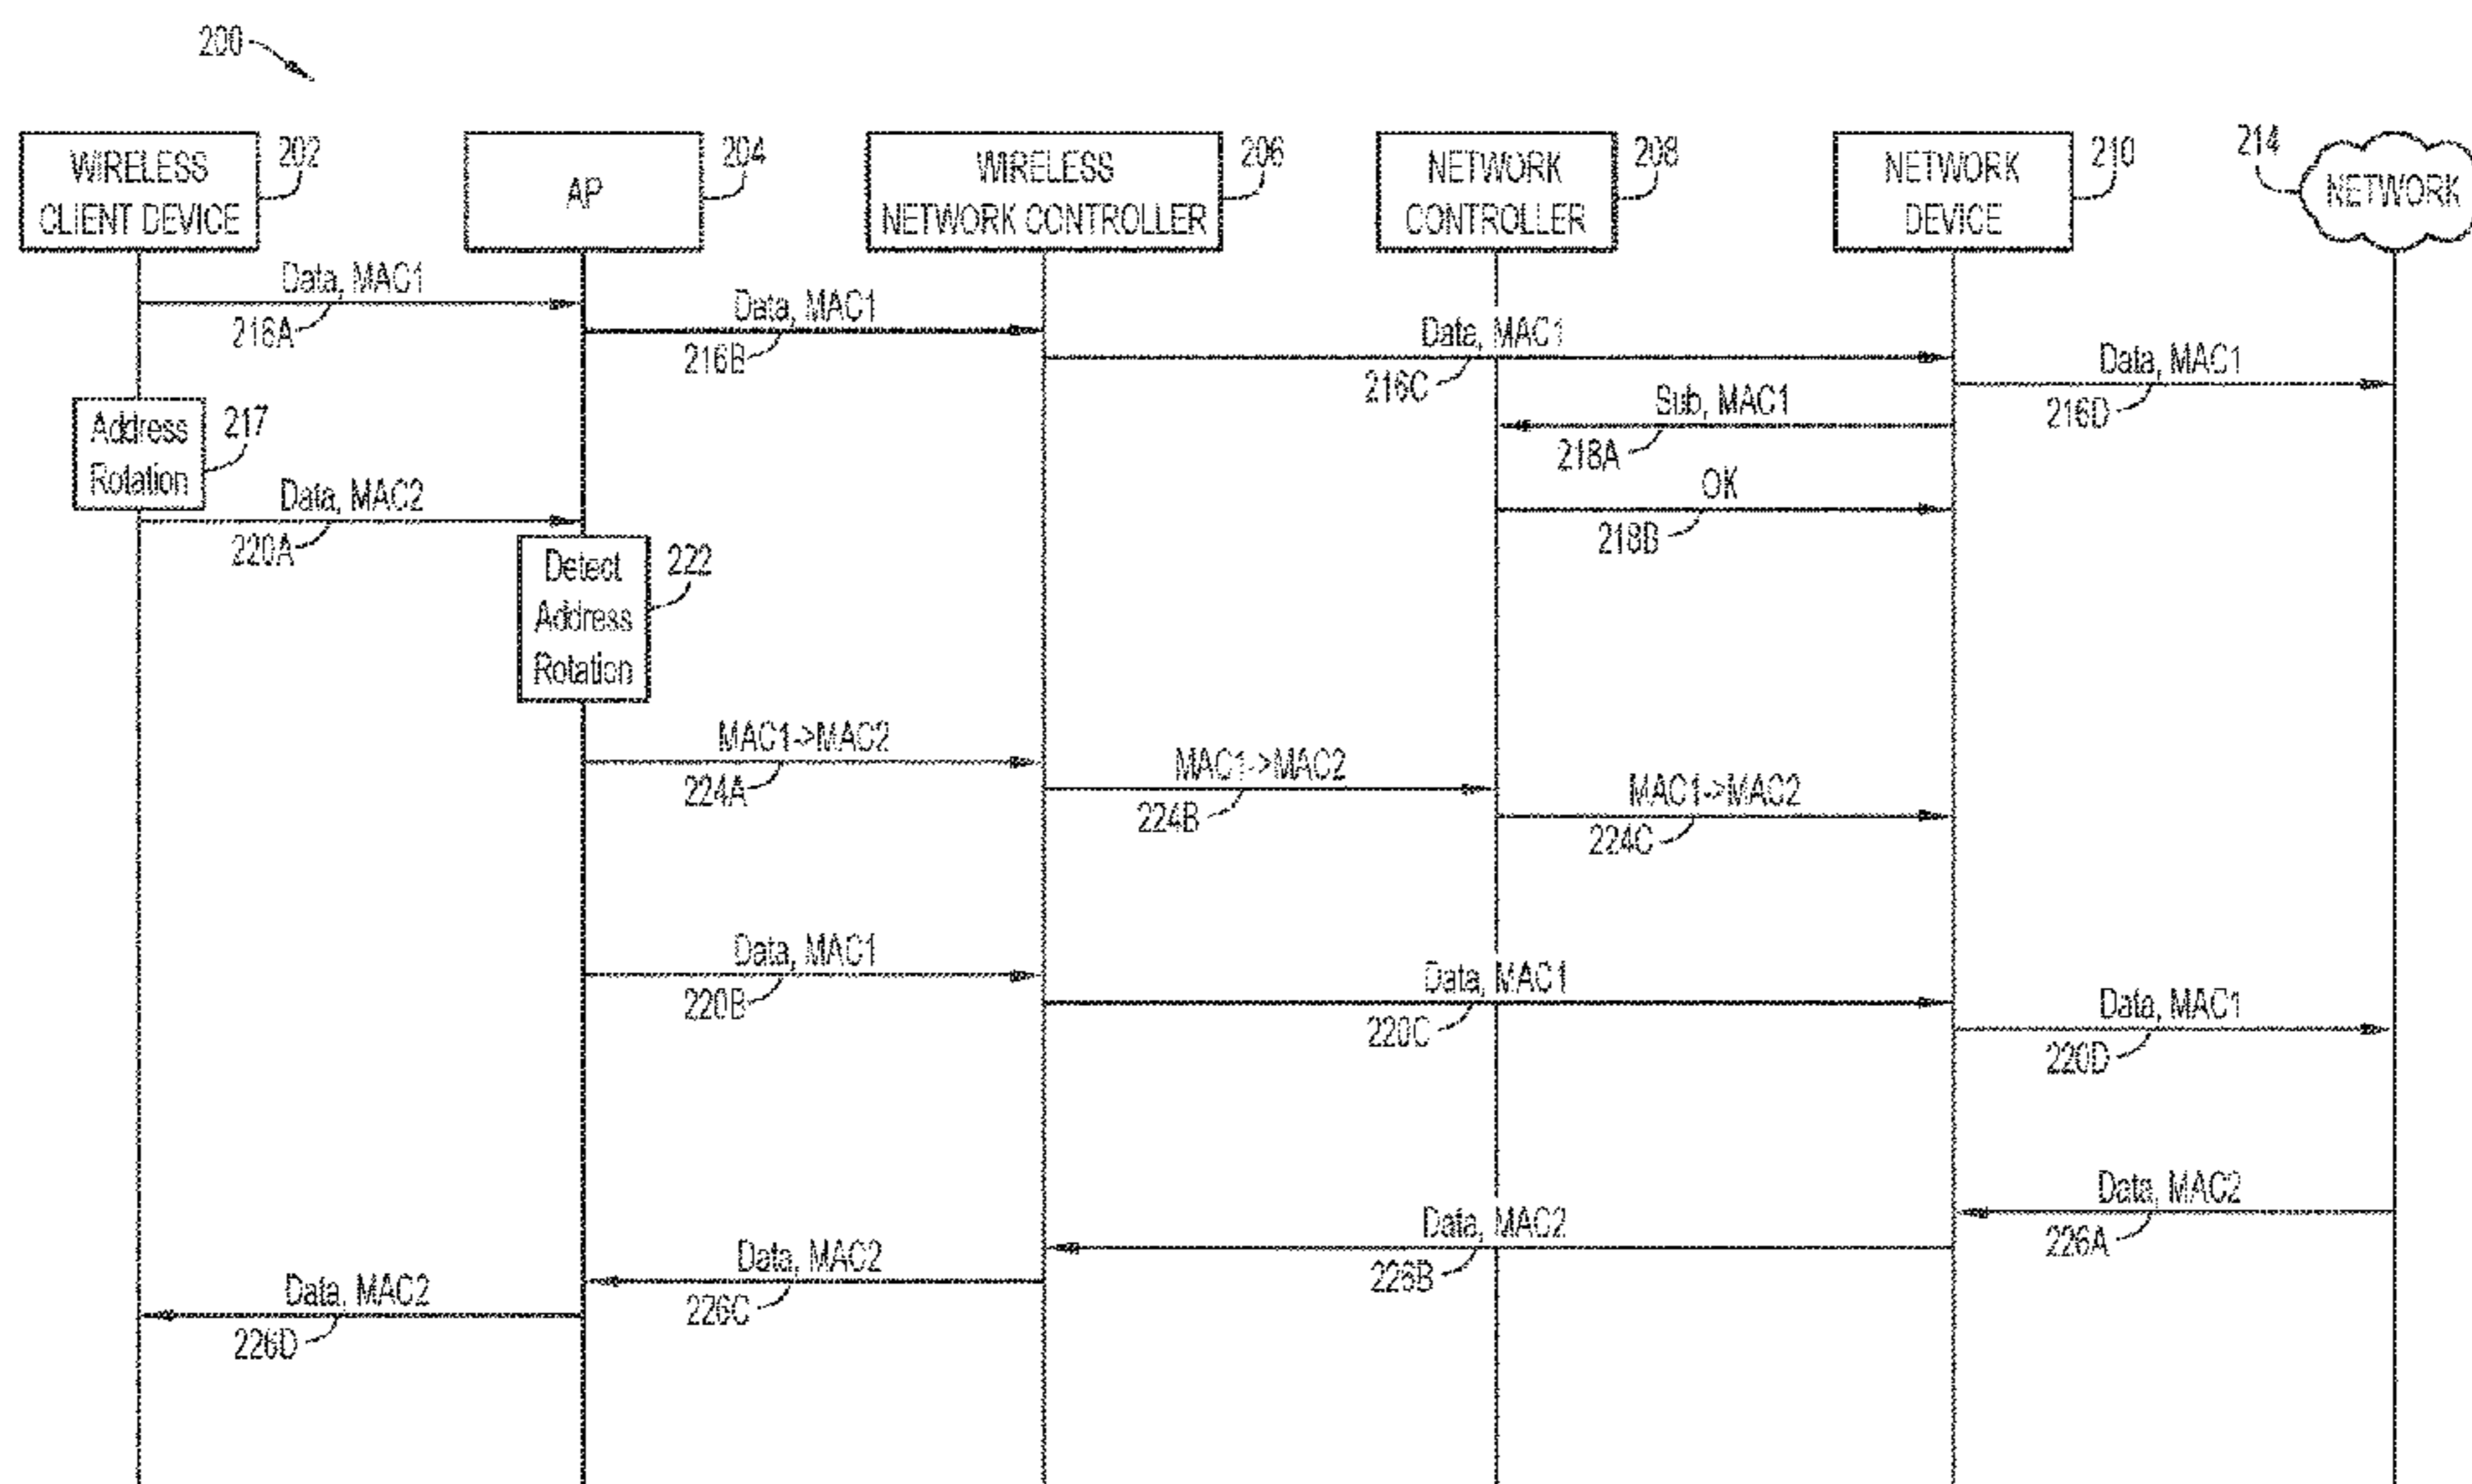 200
WIRELESS
CLIENT DEVICE
202
AP
204
WIRELESS
NETWORK CONTROLLER
206
NETWORK
CONTROLLER
208
NETWORK
DEVICE
210
214
NETWORK
Data, MAC1
216A
Data, MAC1
216B
Data, MAC1
216C
Data, MAC1
216D
Sub, MAC1
218A
OK
218B
Address
Rotation
217
Data, MAC2
220A
Detect
Address
Rotation
222
MAC1->MAC2
224A
MAC1->MAC2
224B
MAC1->MAC2
224C
Data, MAC1
220B
Data, MAC1
220C
Data, MAC1
220D
Data, MAC2
226A
Data, MAC2
226B
Data, MAC2
226C
Data, MAC2
226D